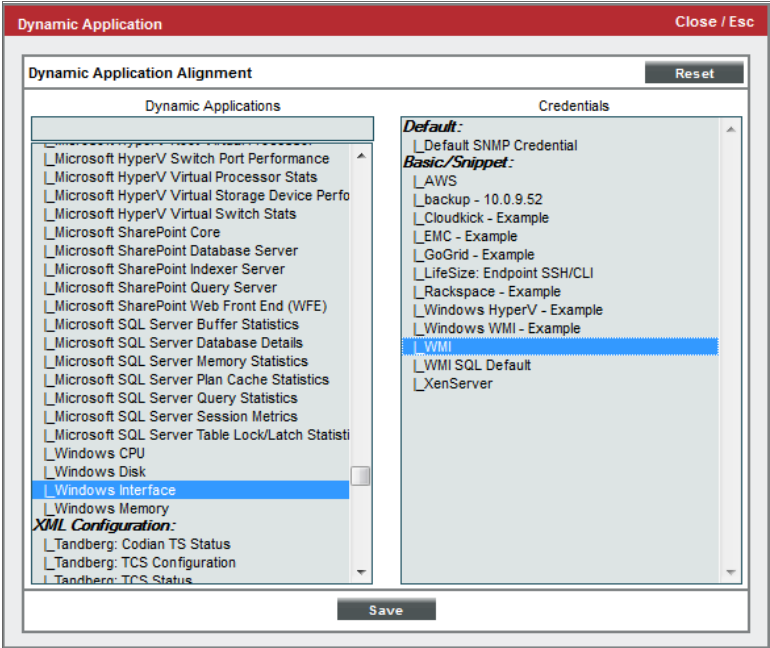 Dynamic Application
Close / Esc
Dynamic Application Alignment
Reset
Dynamic Applications
|_Microsoft HyperV Switch Port Performance
|_Microsoft HyperV Virtual Processor Stats
|_Microsoft HyperV Virtual Storage Device Perfo
|_Microsoft HyperV Virtual Switch Stats
|_Microsoft SharePoint Core
|_Microsoft SharePoint Database Server
|_Microsoft SharePoint Indexer Server
|_Microsoft SharePoint Query Server
|_Microsoft SharePoint Web Front End (WFE)
|_Microsoft SQL Server Buffer Statistics
|_Microsoft SQL Server Database Details
|_Microsoft SQL Server Memory Statistics
|_Microsoft SQL Server Plan Cache Statistics
|_Microsoft SQL Server Query Statistics
|_Microsoft SQL Server Session Metrics
|_Microsoft SQL Server Table Lock/Latch Statisti
|_Windows CPU
|_Windows Disk
|_Windows Interface
|_Windows Memory
XML Configuration:
|_Tandberg: Codian TS Status
|_Tandberg: TCS Configuration
|_Tandberg: TCS Status
Credentials
Default:
|_Default SNMP Credential
Basic/Snippet:
|_AWS
|_backup - 10.0.9.52
|_Cloudkick - Example
|_EMC - Example
|_GoGrid - Example
|_LifeSize: Endpoint SSH/CLI
|_Rackspace - Example
|_Windows HyperV - Example
|_Windows WMI - Example
|_WMI
|_WMI SQL Default
|_XenServer
Save